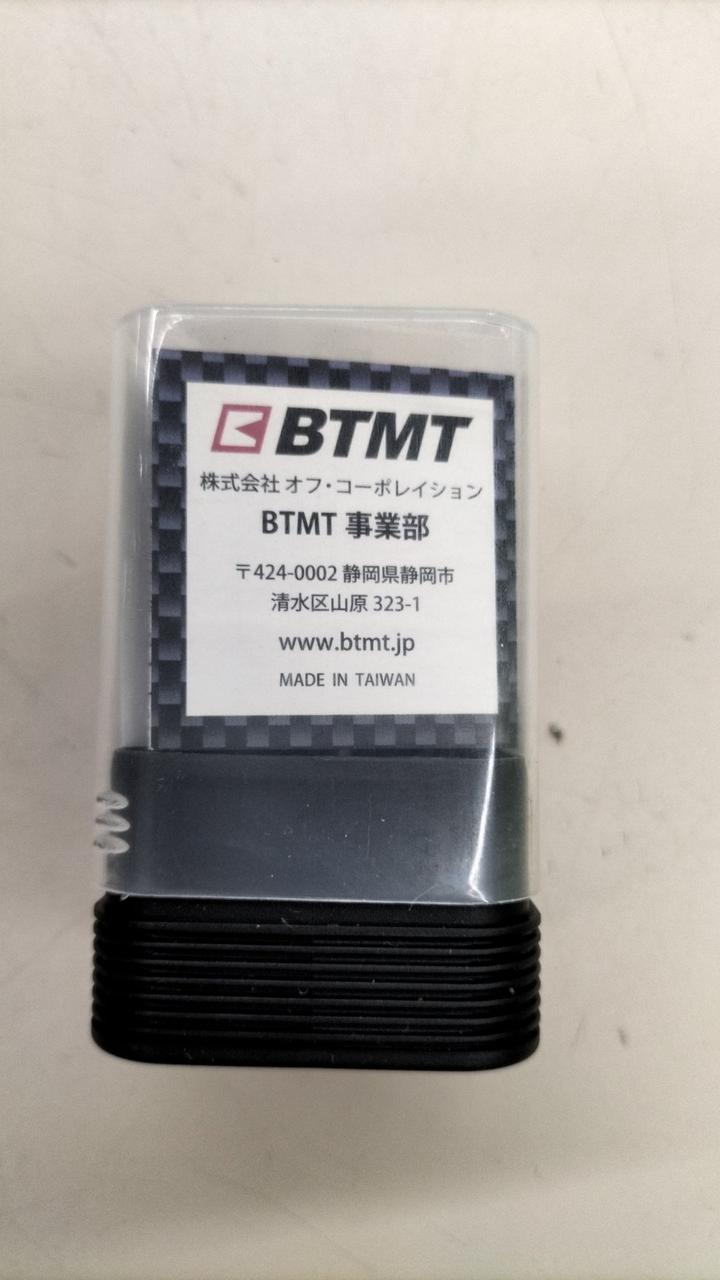 BTMT
株式会社 オフ・コーポレイション
BTMT 事業部
〒424-0002 静岡県静岡市
清水区山原 323-1
www.btmt.jp
MADE IN TAIWAN